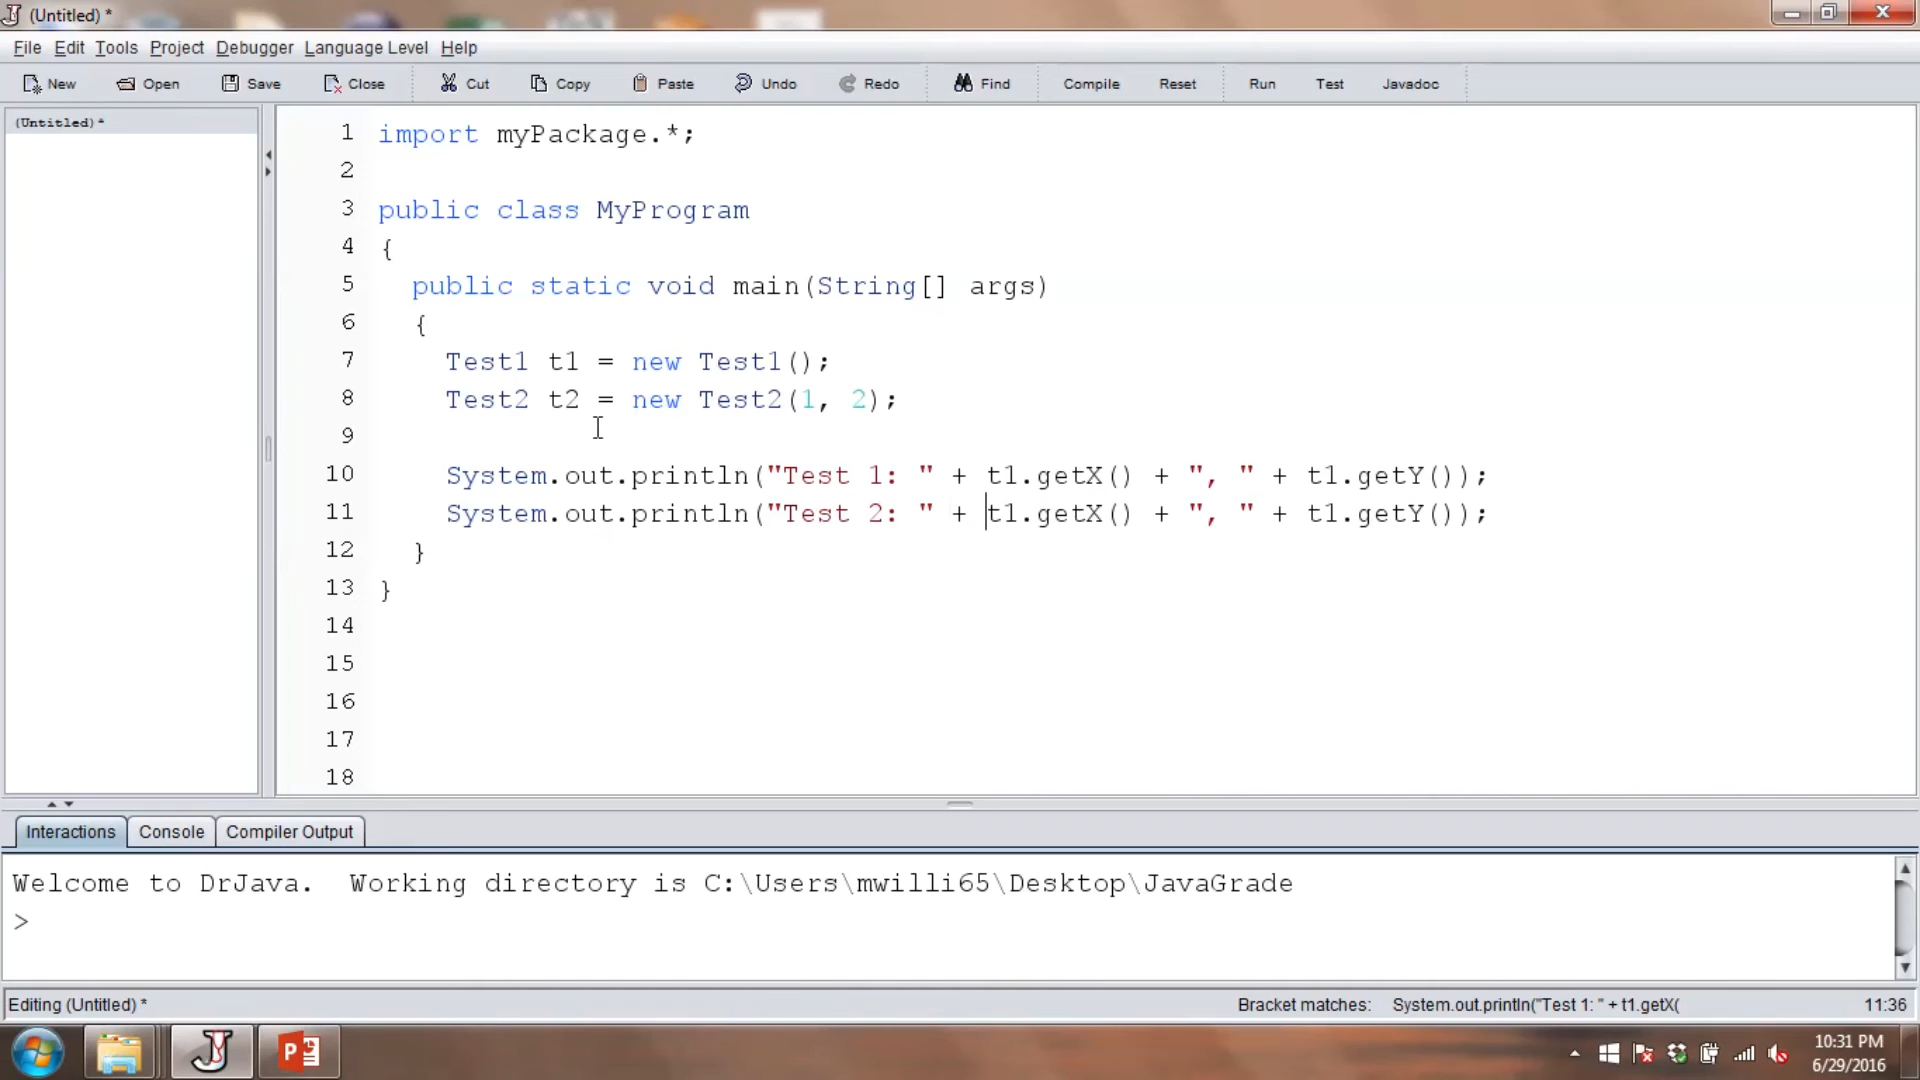 (Untitled) *
File Edit Tools Project Debugger Language Level Help
New Open Save Close Cut Copy Paste Undo Redo Find Compile Reset Run Test Javadoc
(Untitled) *
1 import myPackage.*;
2
3 public class MyProgram
4 {
5 public static void main(String[] args)
6 {
7 Test1 t1 = new Test1();
8 Test2 t2 = new Test2(1, 2);
9
10 System.out.println("Test 1: " + t1.getX() + ", " + t1.getY());
11 System.out.println("Test 2: " + t1.getX() + ", " + t1.getY());
12 }
13 }
14
15
16
17
18
Interactions Console Compiler Output
Welcome to DrJava. Working directory is C:\Users\mwilli65\Desktop\JavaGrade
>
Editing (Untitled) * Bracket matches: System.out.println("Test 1: " + t1.getX( 11:36
10:31 PM
6/29/2016